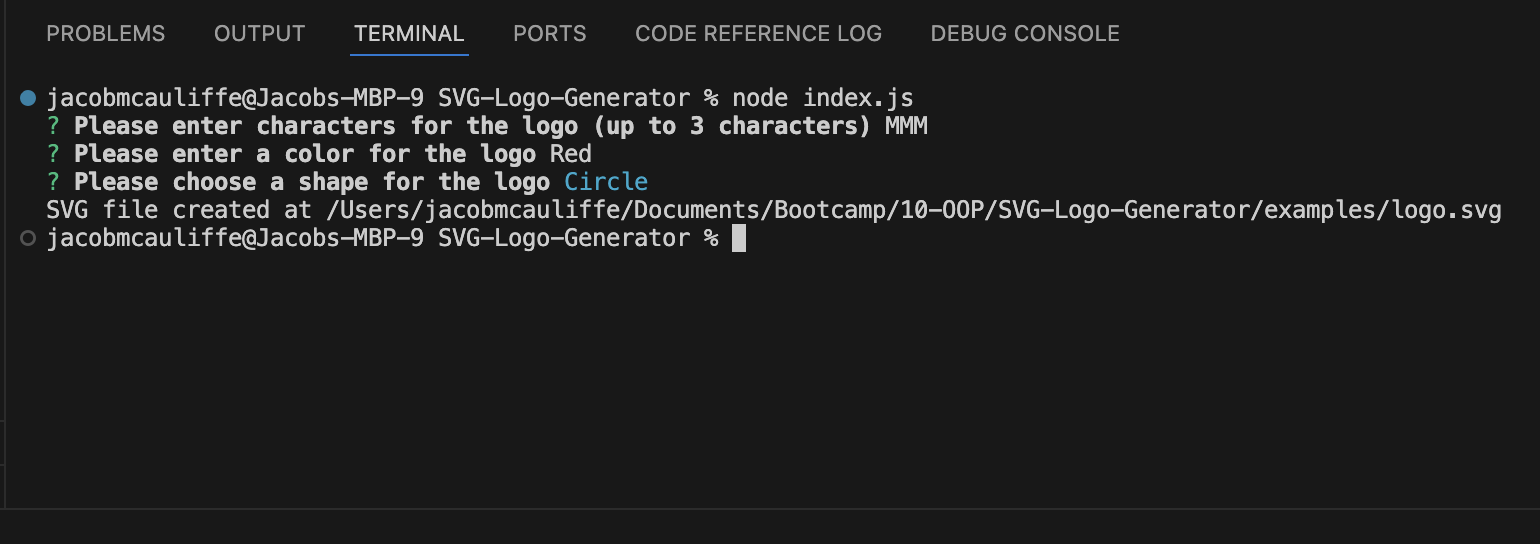 PROBLEMS OUTPUT TERMINAL PORTS CODE REFERENCE LOG DEBUG CONSOLE
jacobmcauliffe@Jacobs-MBP-9 SVG-Logo-Generator % node index.js
? Please enter characters for the logo (up to 3 characters) MMM
? Please enter a color for the logo Red
? Please choose a shape for the logo Circle
SVG file created at /Users/jacobmcauliffe/Documents/Bootcamp/10-OOP/SVG-Logo-Generator/examples/logo.svg
jacobmcauliffe@Jacobs-MBP-9 SVG-Logo-Generator %